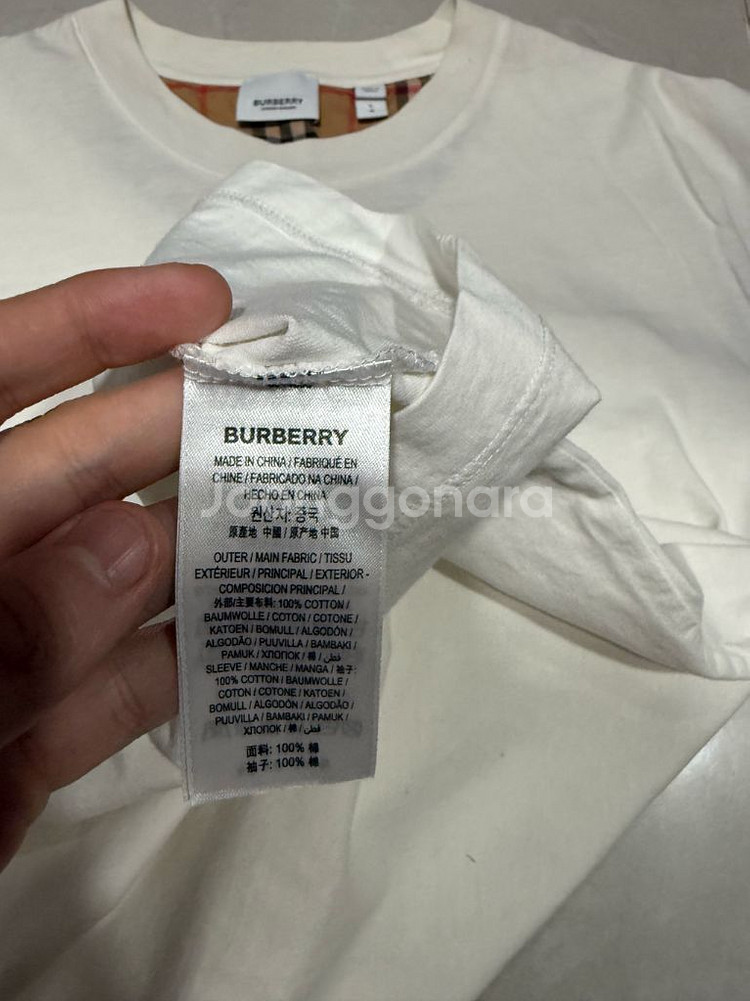 BURBERRY
BURBERRY
MADE IN CHINA / FABRIQUÉ EN
CHINE / FABRICADO NA CHINA /
HECHO EN CHINA
Joonggonara
원산지: 중국
原産地 中國 / 原产地 中国
OUTER / MAIN FABRIC / TISSU
EXTÉRIEUR / PRINCIPAL / EXTERIOR -
COMPOSICION PRINCIPAL /
外部/主要布料: 100% COTTON /
BAUMWOLLE / COTON / COTONE /
KATOEN / BOMULL / ALGODÓN /
ALGODÃO / PUUVILLA / BAMBAKI /
PAMUK / ХЛОПОК / 棉 / قطن /
SLEEVE / MANCHE / MANGA / 袖子:
100% COTTON / BAUMWOLLE /
COTON / COTONE / KATOEN /
BOMULL / ALGODÓN / ALGODÃO /
PUUVILLA / BAMBAKI / PAMUK /
ХЛОПОК / 棉 / قطن
面料: 100% 棉
袖子: 100% 棉